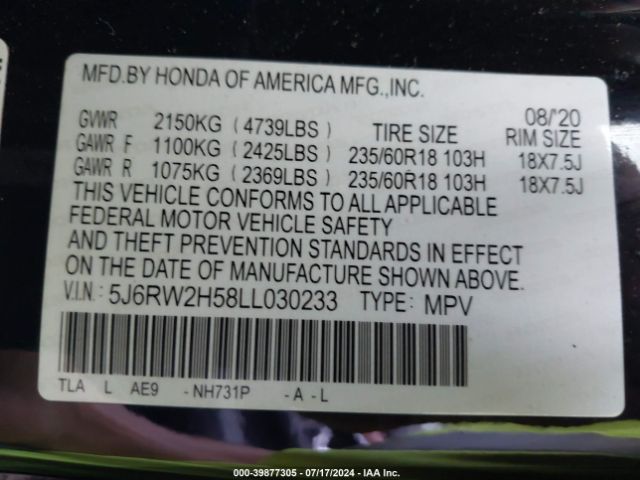 MFD.BY HONDA OF AMERICA MFG.,INC.
08/'20
GVWR 2150KG (4739LBS) TIRE SIZE RIM SIZE
GAWR F 1100KG (2425LBS) 235/60R18 103H 18X7.5J
GAWR R 1075KG (2369LBS) 235/60R18 103H 18X7.5J
THIS VEHICLE CONFORMS TO ALL APPLICABLE
FEDERAL MOTOR VEHICLE SAFETY
AND THEFT PREVENTION STANDARDS IN EFFECT
ON THE DATE OF MANUFACTURE SHOWN ABOVE.
V.I.N: 5J6RW2H58LL030233 TYPE: MPV
TLA L AE9 - NH731P - A - L
000-39877305 - 07/17/2024 - IAA Inc.